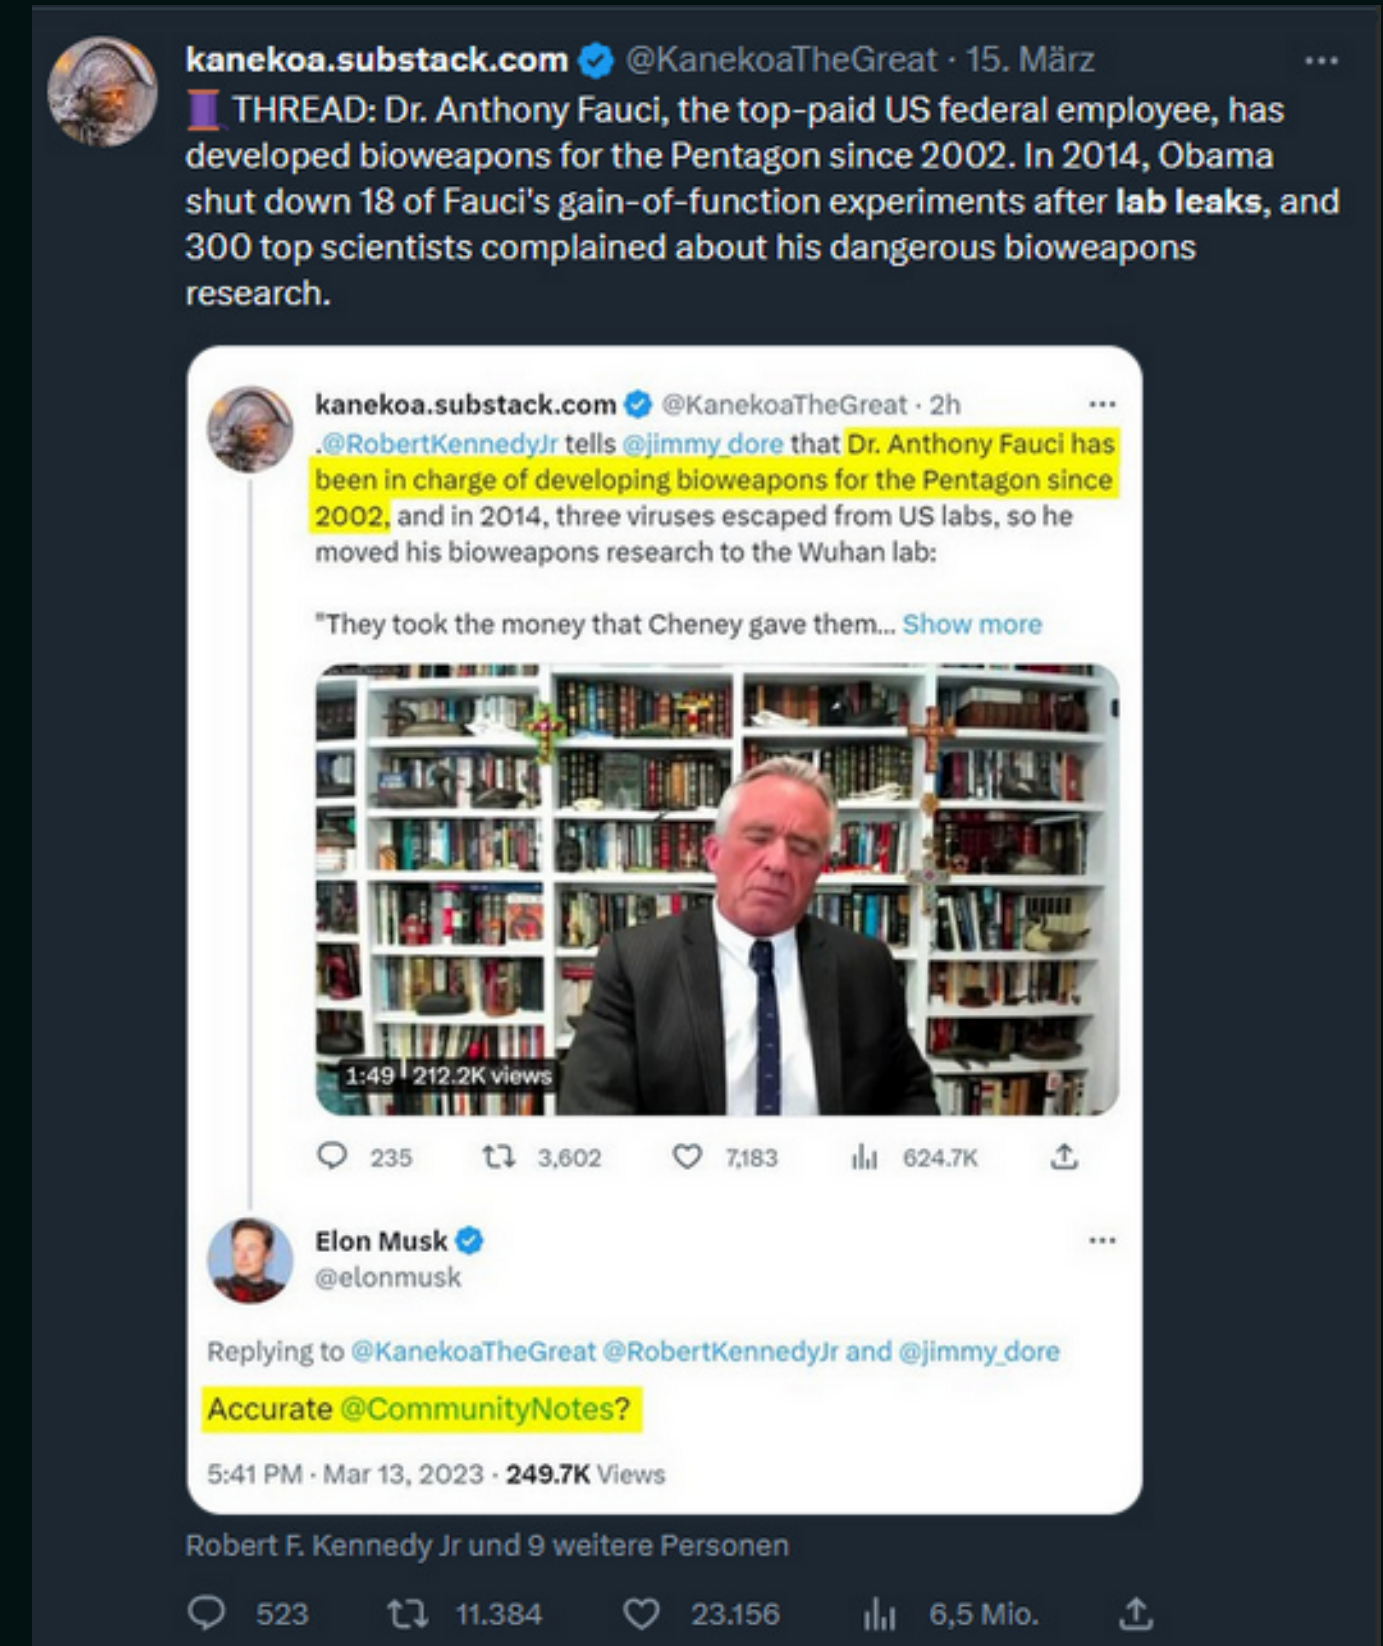 kanekoa.substack.com @KanekoaTheGreat · 15. März
THREAD: Dr. Anthony Fauci, the top-paid US federal employee, has
developed bioweapons for the Pentagon since 2002. In 2014, Obama
shut down 18 of Fauci's gain-of-function experiments after lab leaks, and
300 top scientists complained about his dangerous bioweapons
research.
kanekoa.substack.com @KanekoaTheGreat · 2h
.@RobertKennedyJr tells @jimmy_dore that Dr. Anthony Fauci has
been in charge of developing bioweapons for the Pentagon since
2002, and in 2014, three viruses escaped from US labs, so he
moved his bioweapons research to the Wuhan lab:
"They took the money that Cheney gave them... Show more
1:49 212.2K views
235 3,602 7,183 624.7K
Elon Musk
@elonmusk
Replying to @KanekoaTheGreat @RobertKennedyJr and @jimmy_dore
Accurate @CommunityNotes?
5:41 PM · Mar 13, 2023 · 249.7K Views
Robert F. Kennedy Jr und 9 weitere Personen
523 11.384 23.156 6,5 Mio.